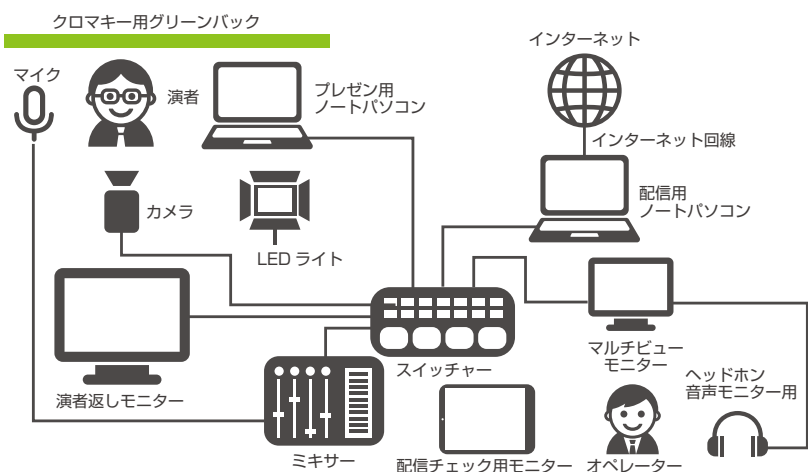 クロマキー用グリーンバック
マイク
演者
プレゼン用
ノートパソコン
インターネット
インターネット回線
配信用
ノートパソコン
カメラ
LED ライト
スイッチャー
マルチビュー
モニター
演者返しモニター
ヘッドホン
音声モニター用
ミキサー
配信チェック用モニター
オペレーター